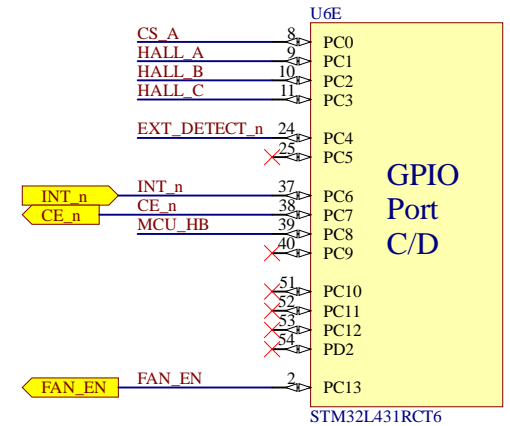 U6E
CS_A 8 PC0
HALL_A 9 PC1
HALL_B 10 PC2
HALL_C 11 PC3
EXT_DETECT_n 24 PC4
25 PC5
GPIO
Port
C/D
INT_n INT_n 37 PC6
CE_n CE_n 38 PC7
MCU_HB 39 PC8
40 PC9
51 PC10
52 PC11
53 PC12
54 PD2
FAN_EN FAN_EN 2 PC13
STM32L431RCT6